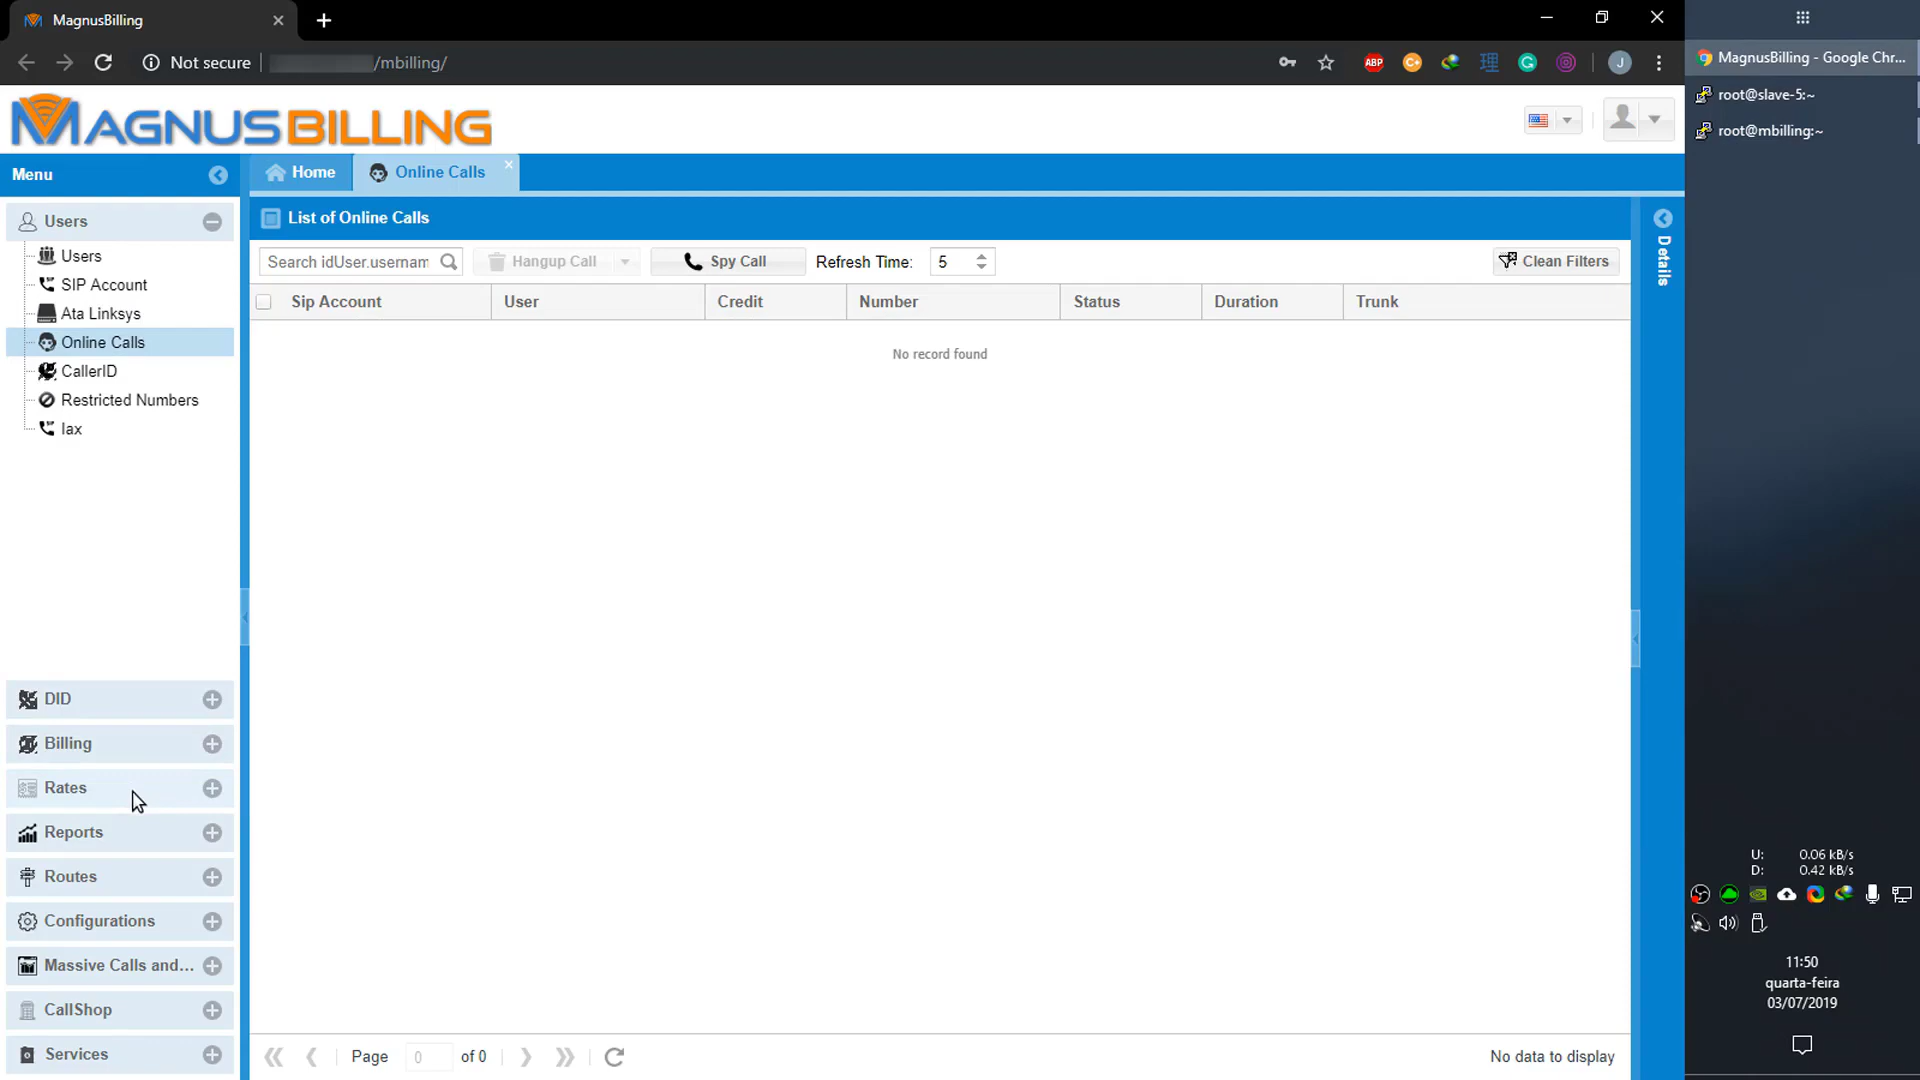 MagnusBilling
Not secure
/mbilling/
ABP
J
MAGNUSBILLING
Menu
Home
Online Calls
Users
Users
SIP Account
Ata Linksys
Online Calls
CallerID
Restricted Numbers
Iax
DID
Billing
Rates
Reports
Routes
Configurations
Massive Calls and...
CallShop
Services
List of Online Calls
Search idUser.usernam
Hangup Call
Spy Call
Refresh Time:
5
Clean Filters
Sip Account
User
Credit
Number
Status
Duration
Trunk
No record found
Page
0
of 0
No data to display
Details
MagnusBilling - Google Chr...
root@slave-5:~
root@mbilling:~
U: 0.06 kB/s
D: 0.42 kB/s
11:50
quarta-feira
03/07/2019